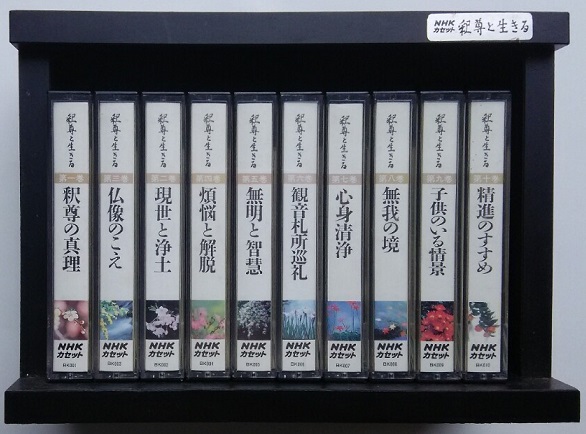 NHK
カセット
釈尊と生きる
釈尊と生きる
第一巻
釈尊の真理
NHK
カセット
BK001
釈尊と生きる
第三巻
仏像のこえ
NHK
カセット
釈尊と生きる
第二巻
現世と浄土
NHK
カセット
釈尊と生きる
第四巻
煩悩と解脱
NHK
カセット
釈尊と生きる
第五巻
無明と智慧
NHK
カセット
釈尊と生きる
第六巻
観音札所巡礼
NHK
カセット
釈尊と生きる
第七巻
心身清浄
NHK
カセット
BK007
釈尊と生きる
第八巻
無我の境
NHK
カセット
釈尊と生きる
第九巻
子供のいる情景
NHK
カセット
釈尊と生きる
第十巻
精進のすすめ
NHK
カセット
BK010